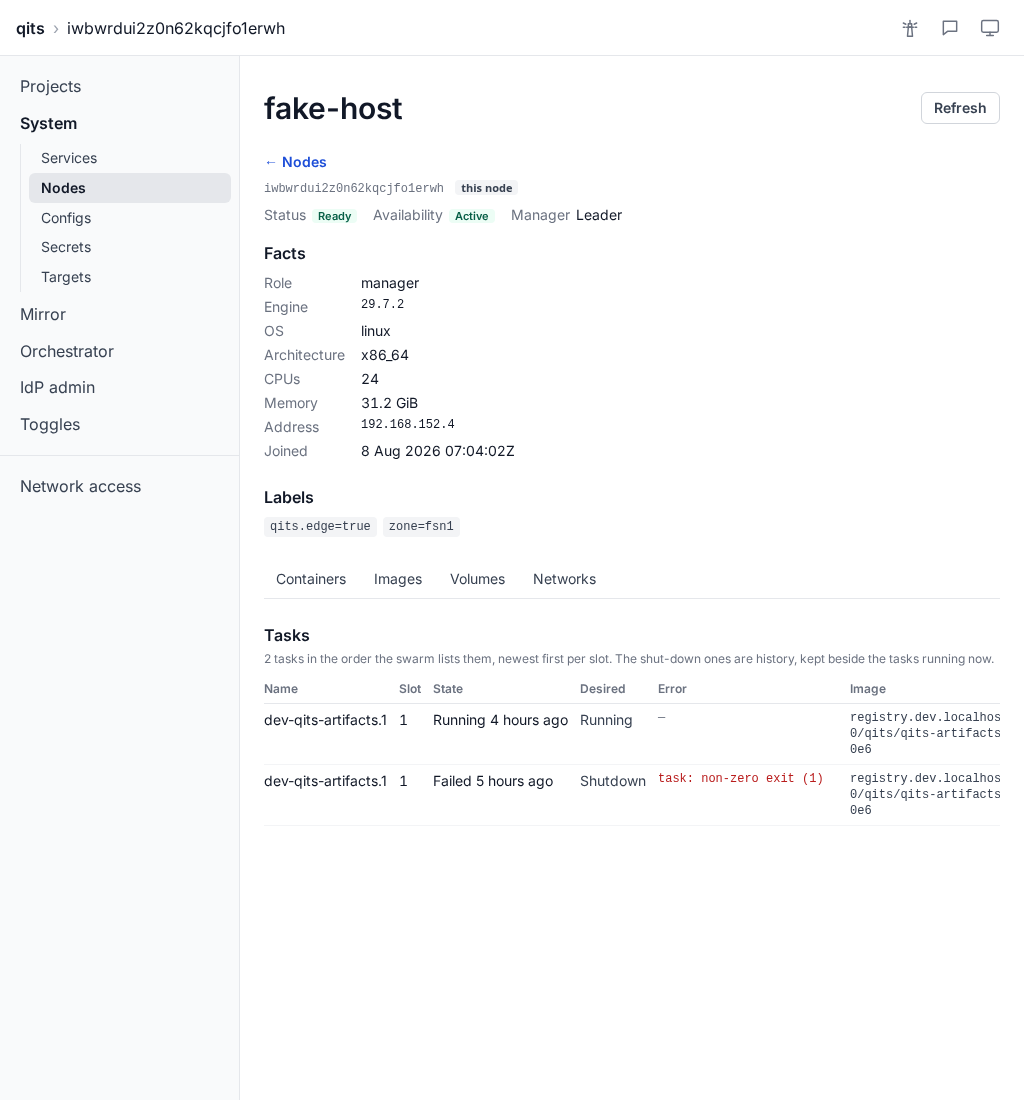 qits › iwbwrdui2z0n62kqcjfo1erwh
Projects
System
Services
Nodes
Configs
Secrets
Targets
Mirror
Orchestrator
IdP admin
Toggles
Network access
fake-host
Refresh
← Nodes
iwbwrdui2z0n62kqcjfo1erwh this node
Status Ready Availability Active Manager Leader
Facts
Role manager
Engine 29.7.2
OS linux
Architecture x86_64
CPUs 24
Memory 31.2 GiB
Address 192.168.152.4
Joined 8 Aug 2026 07:04:02Z
Labels
qits.edge=true zone=fsn1
Containers Images Volumes Networks
Tasks
2 tasks in the order the swarm lists them, newest first per slot. The shut-down ones are history, kept beside the tasks running now.
Name Slot State Desired Error Image
dev-qits-artifacts.1 1 Running 4 hours ago Running — registry.dev.localhos
0/qits/qits-artifacts
0e6
dev-qits-artifacts.1 1 Failed 5 hours ago Shutdown task: non-zero exit (1) registry.dev.localhos
0/qits/qits-artifacts
0e6